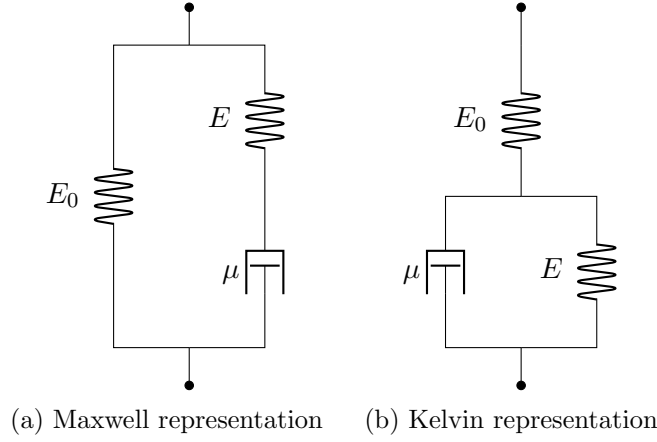 E₀
E
μ
E₀
μ
E
(a) Maxwell representation
(b) Kelvin representation